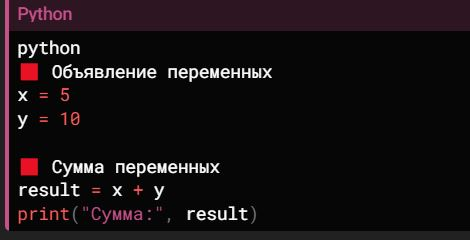 Python
python
🟥 Объявление переменных
x = 5
y = 10
🟥 Сумма переменных
result = x + y
print("Сумма:", result)